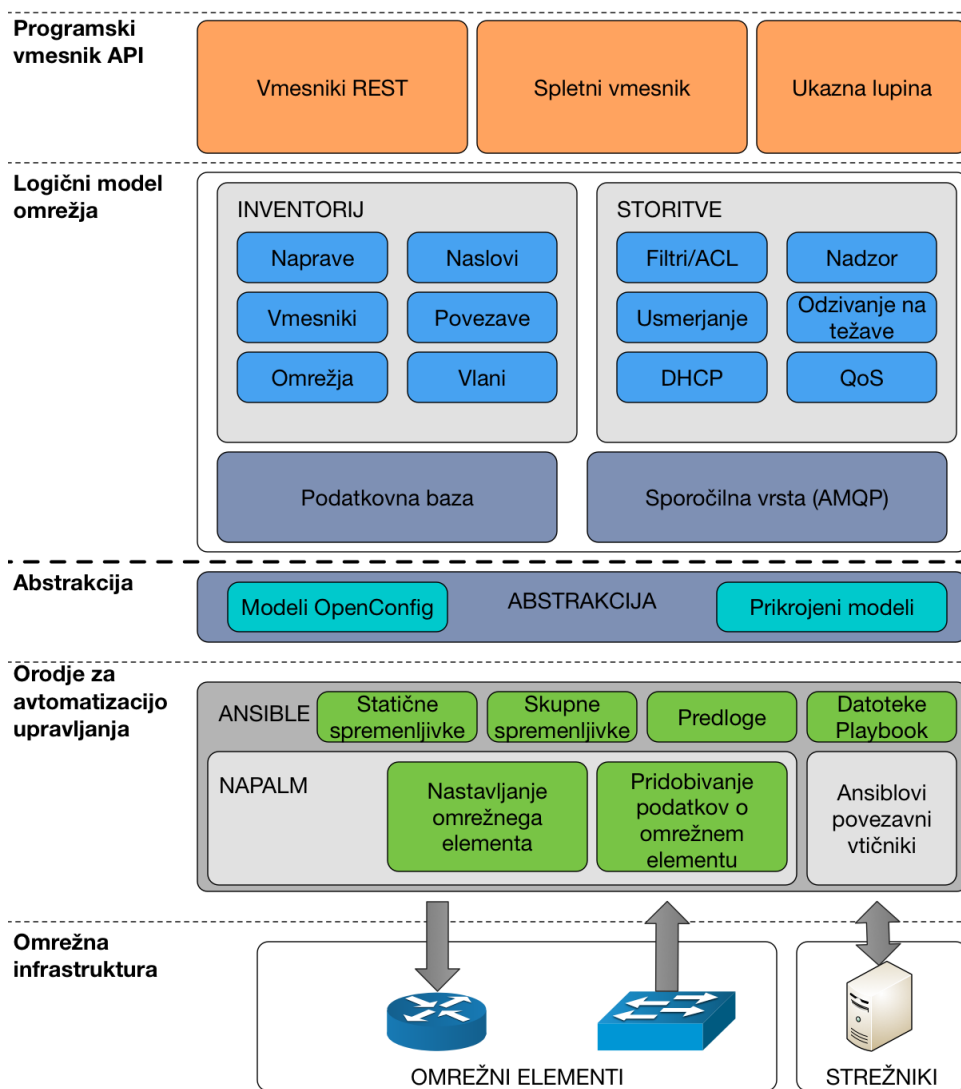 Programski
vmesnik API
Vmesniki REST
Spletni vmesnik
Ukazna lupina
Logični model
omrežja
INVENTORIJ
Naprave
Naslovi
Vmesniki
Povezave
Omrežja
Vlani
STORITVE
Filtri/ACL
Nadzor
Usmerjanje
Odzivanje na
težave
DHCP
QoS
Podatkovna baza
Sporočilna vrsta (AMQP)
Abstrakcija
Modeli OpenConfig
ABSTRAKCIJA
Prikrojeni modeli
Orodje za
avtomatizacijo
upravljanja
ANSIBLE
Statične
spremenljivke
Skupne
spremenljivke
Predloge
Datoteke
Playbook
NAPALM
Nastavljanje
omrežnega
elementa
Pridobivanje
podatkov o
omrežnem
elementu
Ansiblovi
povezavni
vtičniki
Omrežna
infrastruktura
OMREŽNI ELEMENTI
STREŽNIKI